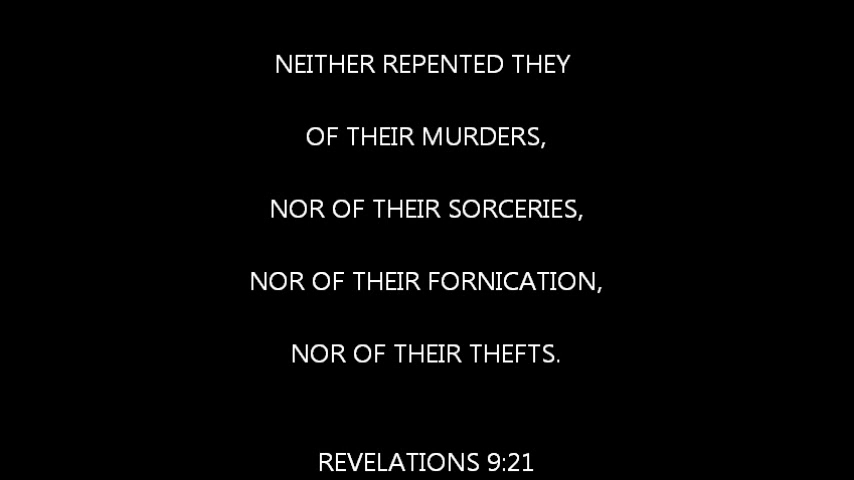 NEITHER REPENTED THEY
OF THEIR MURDERS,
NOR OF THEIR SORCERIES,
NOR OF THEIR FORNICATION,
NOR OF THEIR THEFTS.
REVELATIONS 9:21